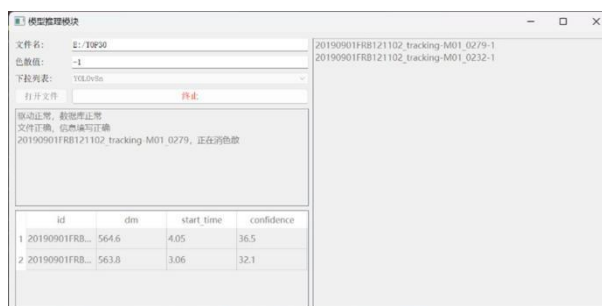 模型推理模块
文件名: E:/TOP50
色散值: -1
下拉列表: YOLOv8n
打开文件 终止
驱动正常，数据库正常
文件正确，信息填写正确
20190901FRB121102_tracking-M01_0279，正在消色散
id dm start_time confidence
1 20190901FRB... 564.6 4.05 36.5
2 20190901FRB... 563.8 3.06 32.1
20190901FRB121102_tracking-M01_0279-1
20190901FRB121102_tracking-M01_0232-1